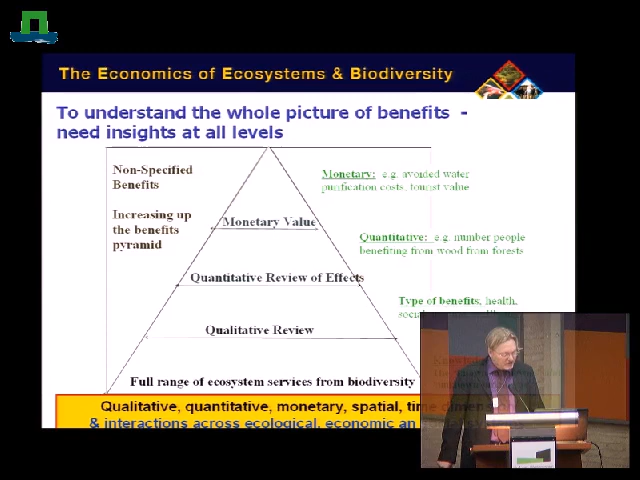 The Economics of Ecosystems & Biodiversity
To understand the whole picture of benefits -
need insights at all levels
Non-Specified
Benefits
Increasing up
the benefits
pyramid
Monetary: e.g. avoided water
purification costs, tourist value
Monetary Value
Quantitative: e.g. number people
benefiting from wood from forests
Quantitative Review of Effects
Type of benefits, health,
Qualitative Review
Full range of ecosystem services from biodiversity
Qualitative, quantitative, monetary, spatial, time
& interactions across ecological, economic